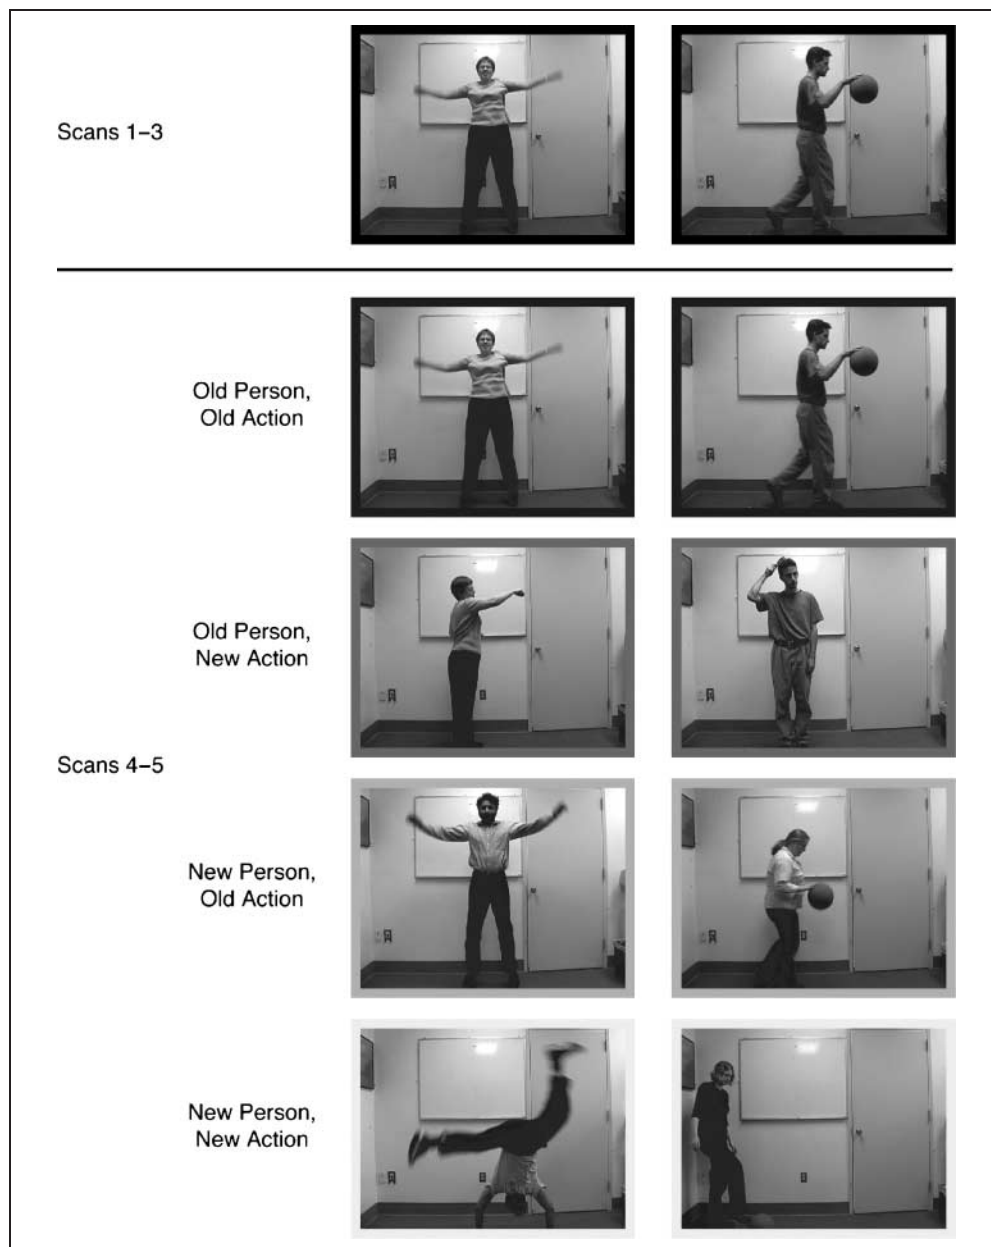 Scans 1–3
Old Person,
Old Action
Old Person,
New Action
Scans 4–5
New Person,
Old Action
New Person,
New Action